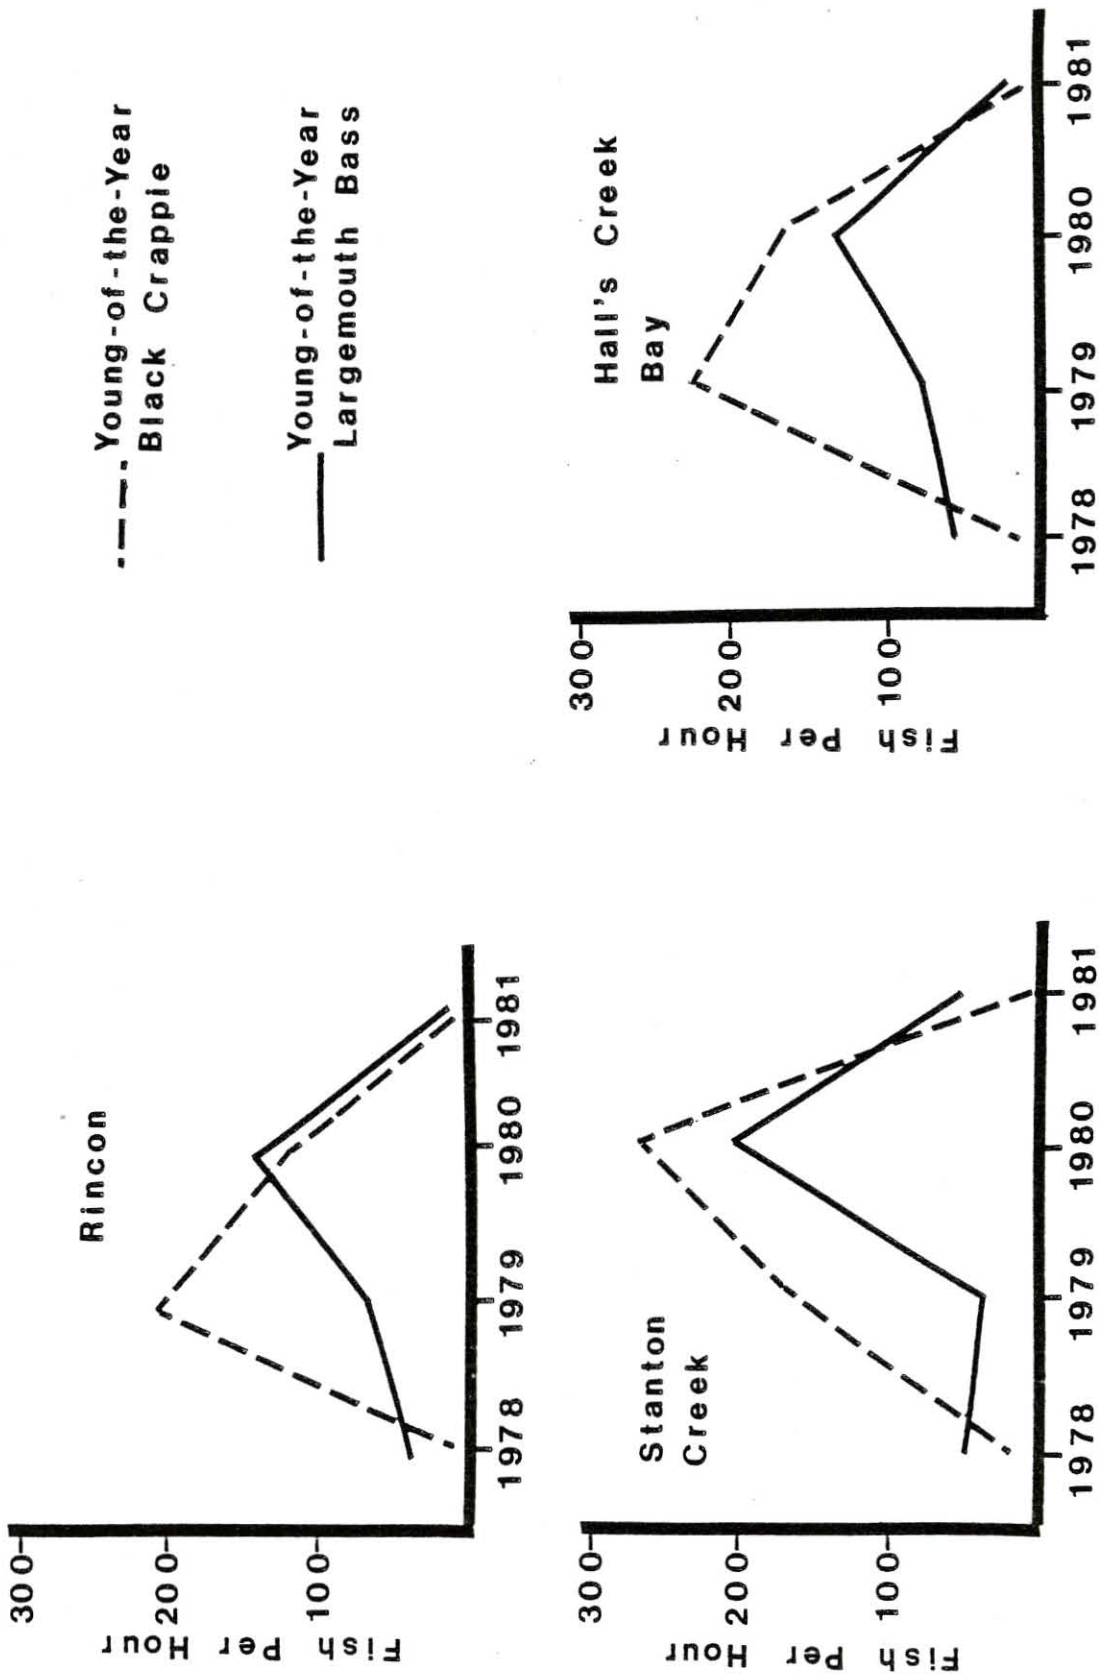 Rincon
300
200
100
Fish Per Hour
1978
1979
1980
1981
Young-of-the-Year
Black Crappie
Young-of-the-Year
Largemouth Bass
Stanton
Creek
300
200
100
Fish Per Hour
1978
1979
1980
1981
Hall's Creek
Bay
300
200
100
Fish Per Hour
1978
1979
1980
1981